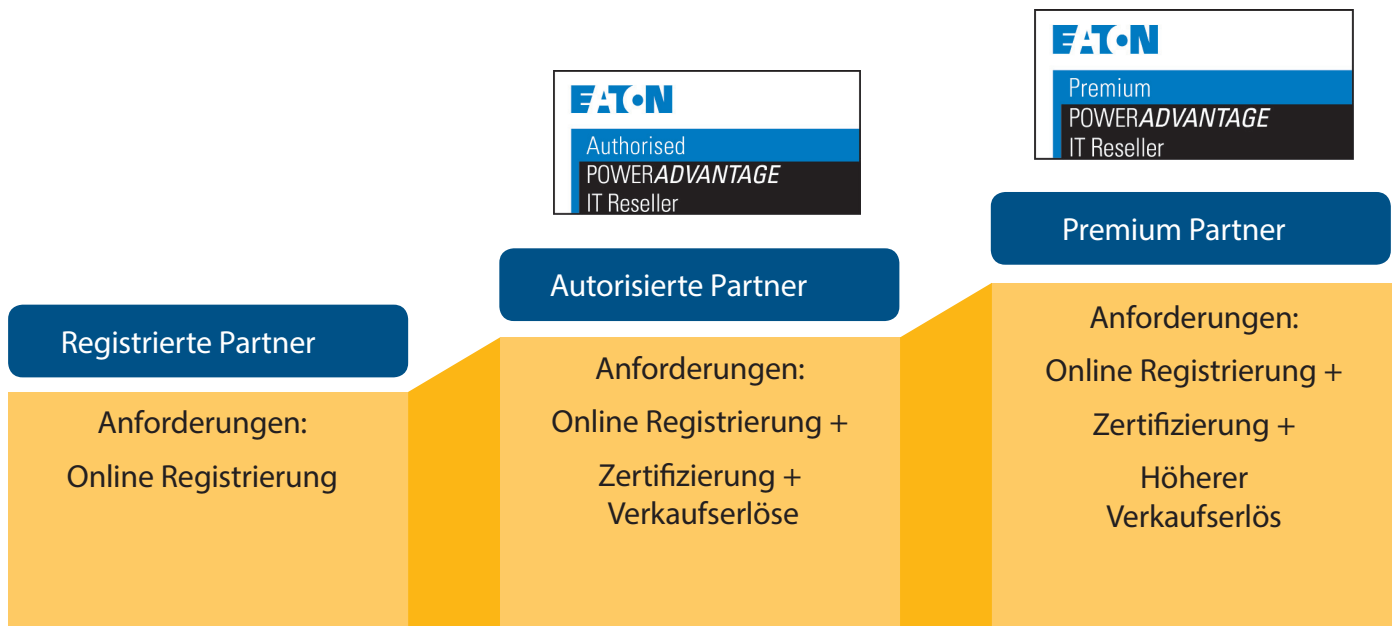 Registrierte Partner
Anforderungen:
Online Registrierung
EATON
Authorised
POWERADVANTAGE
IT Reseller
Autorisierte Partner
Anforderungen:
Online Registrierung +
Zertifizierung +
Verkaufserlöse
EATON
Premium
POWERADVANTAGE
IT Reseller
Premium Partner
Anforderungen:
Online Registrierung +
Zertifizierung +
Höherer
Verkaufserlös